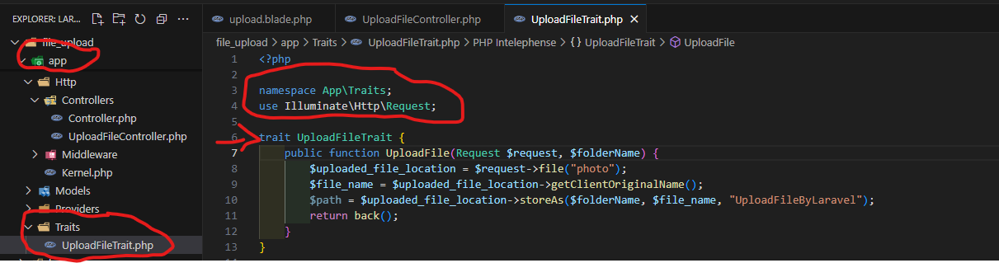 EXPLORER: LAR...
upload.blade.php
UploadFileController.php
UploadFileTrait.php
file_upload
app
Http
Controllers
Controller.php
UploadFileController.php
Middleware
Kernel.php
Models
Providers
Traits
UploadFileTrait.php
file_upload > app > Traits > UploadFileTrait.php > PHP Intelephense > {} UploadFileTrait > UploadFile
1 <?php
2
3 namespace App\Traits;
4 use Illuminate\Http\Request;
5
6 trait UploadFileTrait {
7 public function UploadFile(Request $request, $folderName) {
8 $uploaded_file_location = $request->file("photo");
9 $file_name = $uploaded_file_location->getClientOriginalName();
10 $path = $uploaded_file_location->storeAs($folderName, $file_name, "UploadFileByLaravel");
11 return back();
12 }
13 }